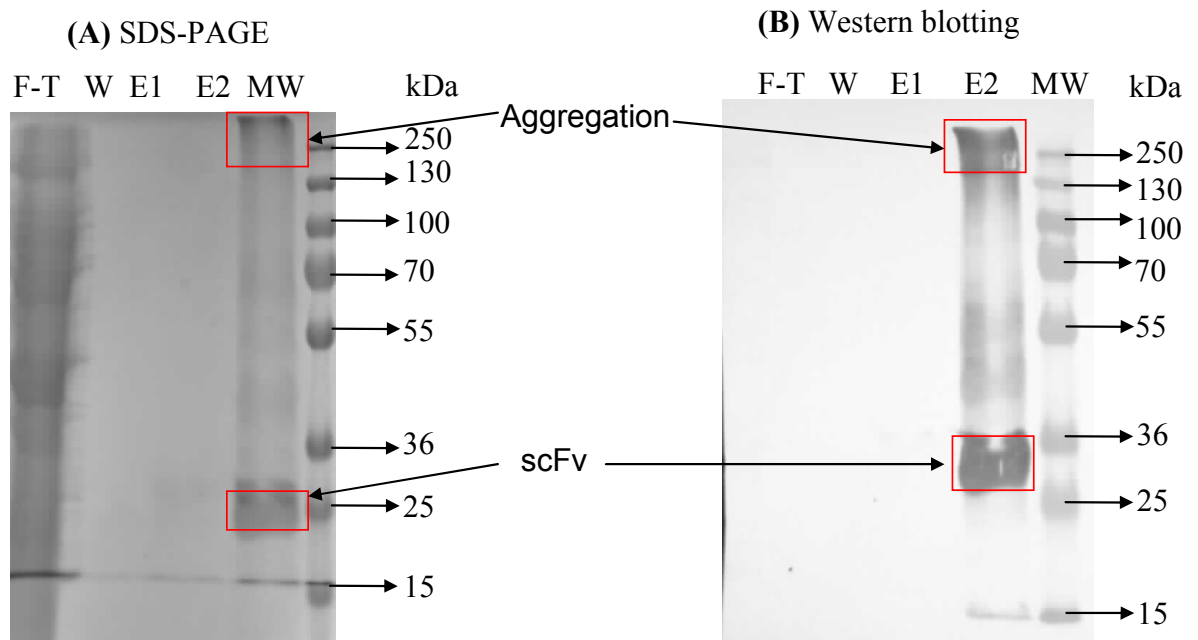 (A) SDS-PAGE
F-T W E1 E2 MW kDa
250
130
100
70
55
36
25
15
Aggregation
scFv
(B) Western blotting
F-T W E1 E2 MW kDa
250
130
100
70
55
36
25
15